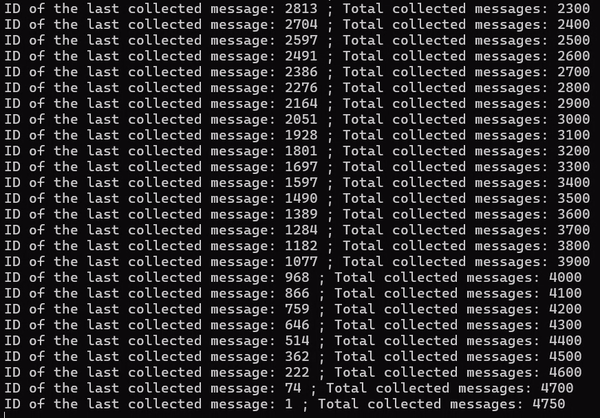 ID of the last collected message: 2813 ; Total collected messages: 2300
ID of the last collected message: 2704 ; Total collected messages: 2400
ID of the last collected message: 2597 ; Total collected messages: 2500
ID of the last collected message: 2491 ; Total collected messages: 2600
ID of the last collected message: 2386 ; Total collected messages: 2700
ID of the last collected message: 2276 ; Total collected messages: 2800
ID of the last collected message: 2164 ; Total collected messages: 2900
ID of the last collected message: 2051 ; Total collected messages: 3000
ID of the last collected message: 1928 ; Total collected messages: 3100
ID of the last collected message: 1801 ; Total collected messages: 3200
ID of the last collected message: 1697 ; Total collected messages: 3300
ID of the last collected message: 1597 ; Total collected messages: 3400
ID of the last collected message: 1490 ; Total collected messages: 3500
ID of the last collected message: 1389 ; Total collected messages: 3600
ID of the last collected message: 1284 ; Total collected messages: 3700
ID of the last collected message: 1182 ; Total collected messages: 3800
ID of the last collected message: 1077 ; Total collected messages: 3900
ID of the last collected message: 968 ; Total collected messages: 4000
ID of the last collected message: 866 ; Total collected messages: 4100
ID of the last collected message: 759 ; Total collected messages: 4200
ID of the last collected message: 646 ; Total collected messages: 4300
ID of the last collected message: 514 ; Total collected messages: 4400
ID of the last collected message: 362 ; Total collected messages: 4500
ID of the last collected message: 222 ; Total collected messages: 4600
ID of the last collected message: 74 ; Total collected messages: 4700
ID of the last collected message: 1 ; Total collected messages: 4750